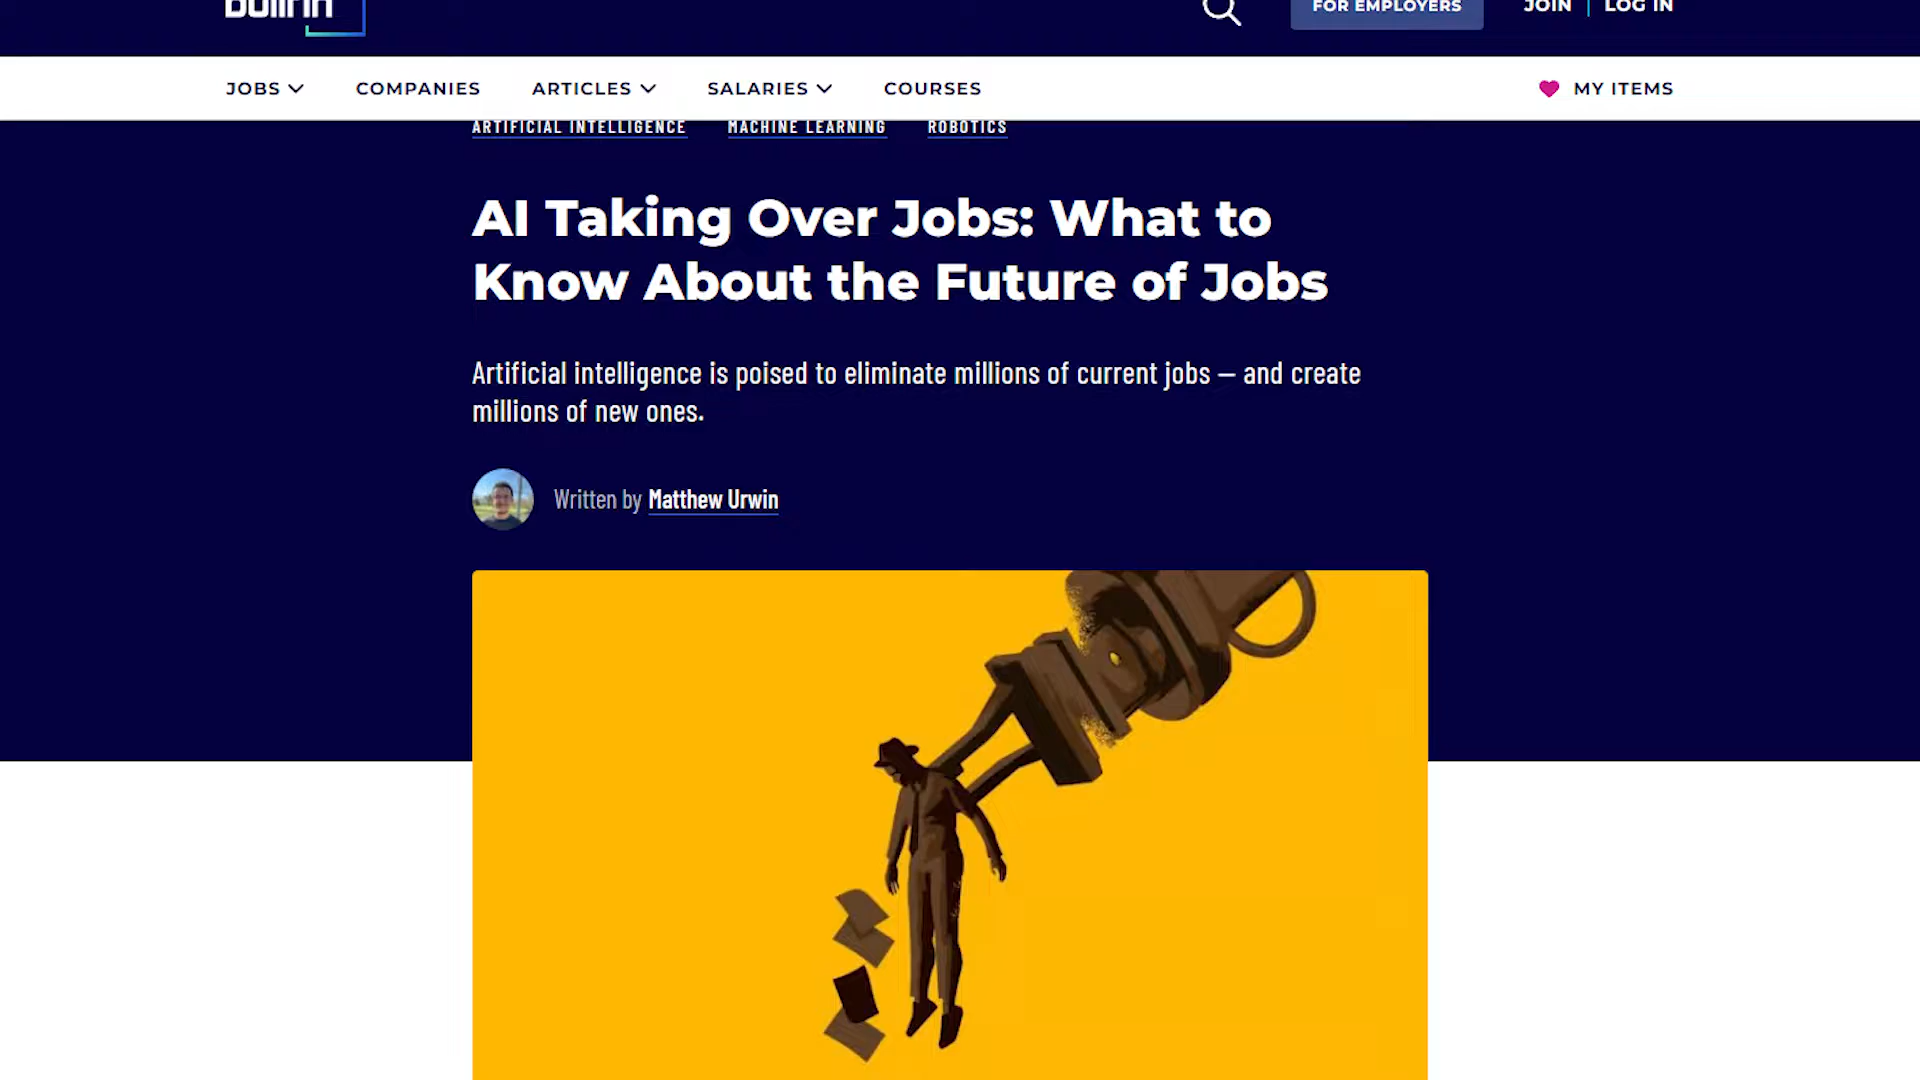 builtin
FOR EMPLOYERS
JOIN
LOG IN
JOBS
COMPANIES
ARTICLES
SALARIES
COURSES
MY ITEMS
ARTIFICIAL INTELLIGENCE
MACHINE LEARNING
ROBOTICS
AI Taking Over Jobs: What to
Know About the Future of Jobs
Artificial intelligence is poised to eliminate millions of current jobs — and create
millions of new ones.
Written by Matthew Urwin